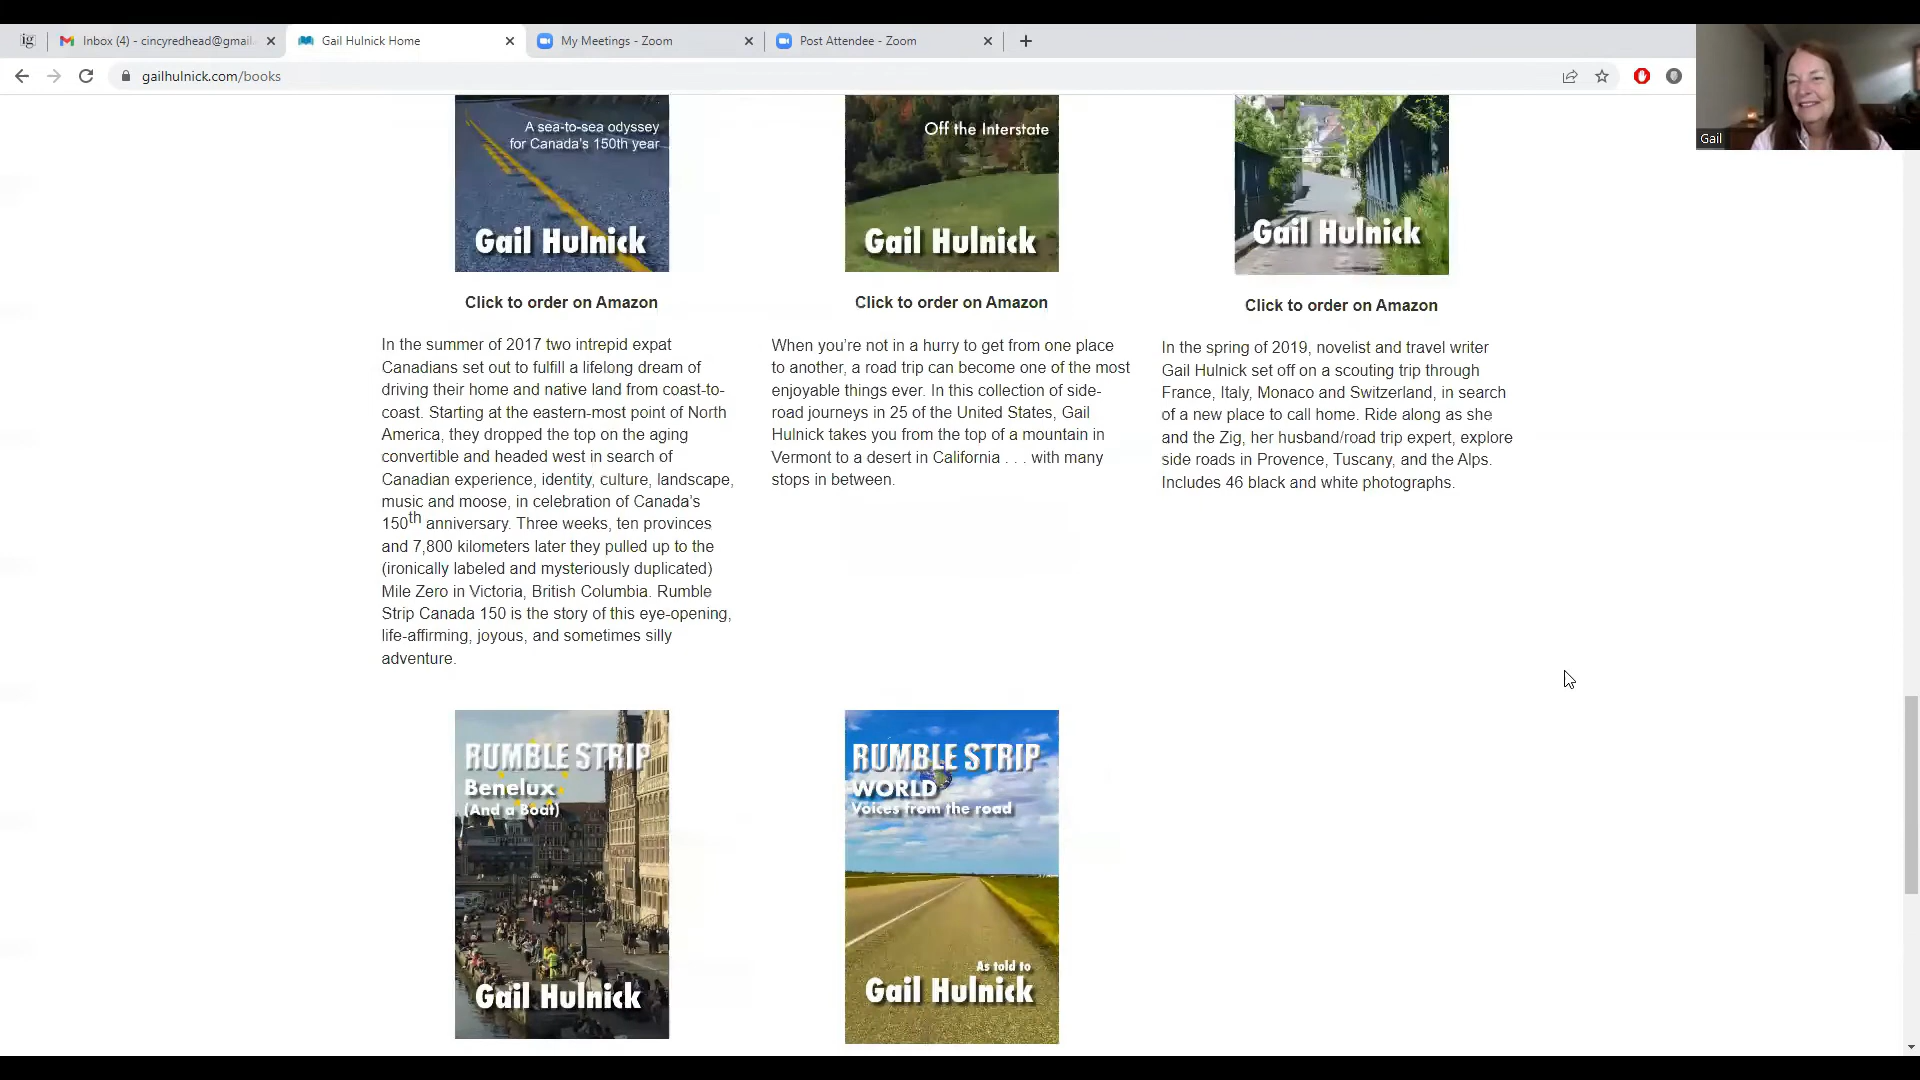 Inbox (4) - cincyredhead@gmail
Gail Hulnick Home
My Meetings - Zoom
Post Attendee - Zoom
gailhulnick.com/books
Gail
A sea-to-sea odyssey
for Canada's 150th year
Gail Hulnick
Off the Interstate
Gail Hulnick
Gail Hulnick
Click to order on Amazon
Click to order on Amazon
Click to order on Amazon
In the summer of 2017 two intrepid expat
Canadians set out to fulfill a lifelong dream of
driving their home and native land from coast-to-
coast. Starting at the eastern-most point of North
America, they dropped the top on the aging
convertible and headed west in search of
Canadian experience, identity, culture, landscape,
music and moose, in celebration of Canada's
150th anniversary. Three weeks, ten provinces
and 7,800 kilometers later they pulled up to the
(ironically labeled and mysteriously duplicated)
Mile Zero in Victoria, British Columbia. Rumble
Strip Canada 150 is the story of this eye-opening,
life-affirming, joyous, and sometimes silly
adventure.
When you're not in a hurry to get from one place
to another, a road trip can become one of the most
enjoyable things ever. In this collection of side-
road journeys in 25 of the United States, Gail
Hulnick takes you from the top of a mountain in
Vermont to a desert in California . . . with many
stops in between.
In the spring of 2019, novelist and travel writer
Gail Hulnick set off on a scouting trip through
France, Italy, Monaco and Switzerland, in search
of a new place to call home. Ride along as she
and the Zig, her husband/road trip expert, explore
side roads in Provence, Tuscany, and the Alps.
Includes 46 black and white photographs.
RUMBLE STRIP
Benelux
(And a Boat)
Gail Hulnick
RUMBLE STRIP
WORLD
Voices from the road
As told to
Gail Hulnick